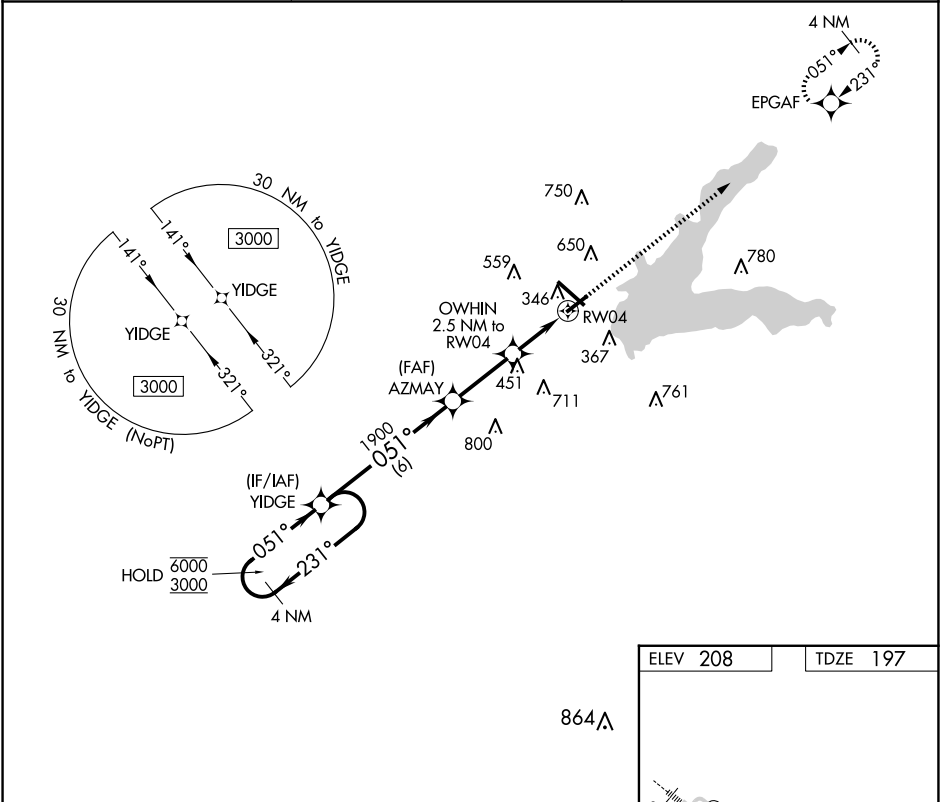 4 NM
051°
231°
EPGAF
750
30 NM to YIDGE
3000
650
780
141°
141°
559
YIDGE
346
OWHIN
2.5 NM to
RW04
RW04
YIDGE
(FAF)
AZMAY
367
321°
321°
451
3000
711
761
30 NM to YIDGE (NoPT)
1900
051°
(6)
800
(IF/IAF)
YIDGE
051°
231°
HOLD 6000
3000
4 NM
ELEV 208
TDZE 197
864